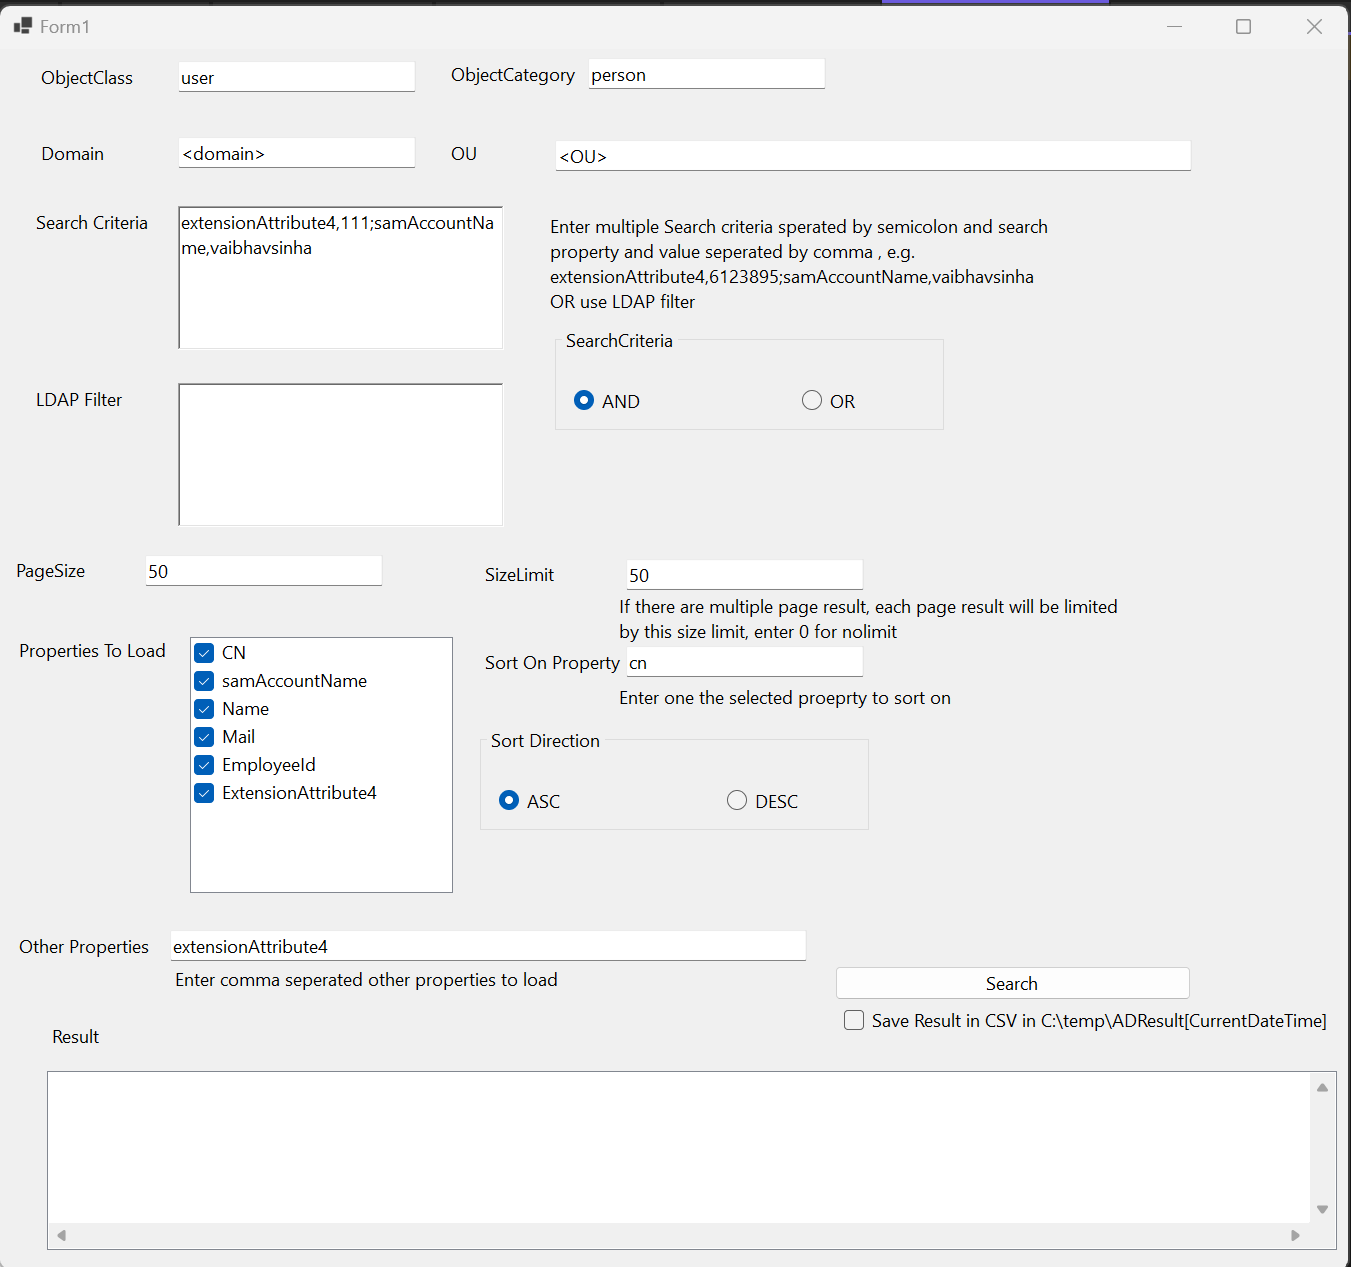 Form1
ObjectClass
user
ObjectCategory
person
Domain
<domain>
OU
<OU>
Search Criteria
extensionAttribute4,111;samAccountNa
me,vaibhavsinha
Enter multiple Search criteria sperated by semicolon and search
property and value seperated by comma , e.g.
extensionAttribute4,6123895;samAccountName,vaibhavsinha
OR use LDAP filter
SearchCriteria
AND
OR
LDAP Filter
PageSize
50
SizeLimit
50
If there are multiple page result, each page result will be limited
by this size limit, enter 0 for nolimit
Properties To Load
CN
samAccountName
Name
Mail
EmployeeId
ExtensionAttribute4
Sort On Property
cn
Enter one the selected proeprty to sort on
Sort Direction
ASC
DESC
Other Properties
extensionAttribute4
Enter comma seperated other properties to load
Search
Save Result in CSV in C:\temp\ADResult[CurrentDateTime]
Result